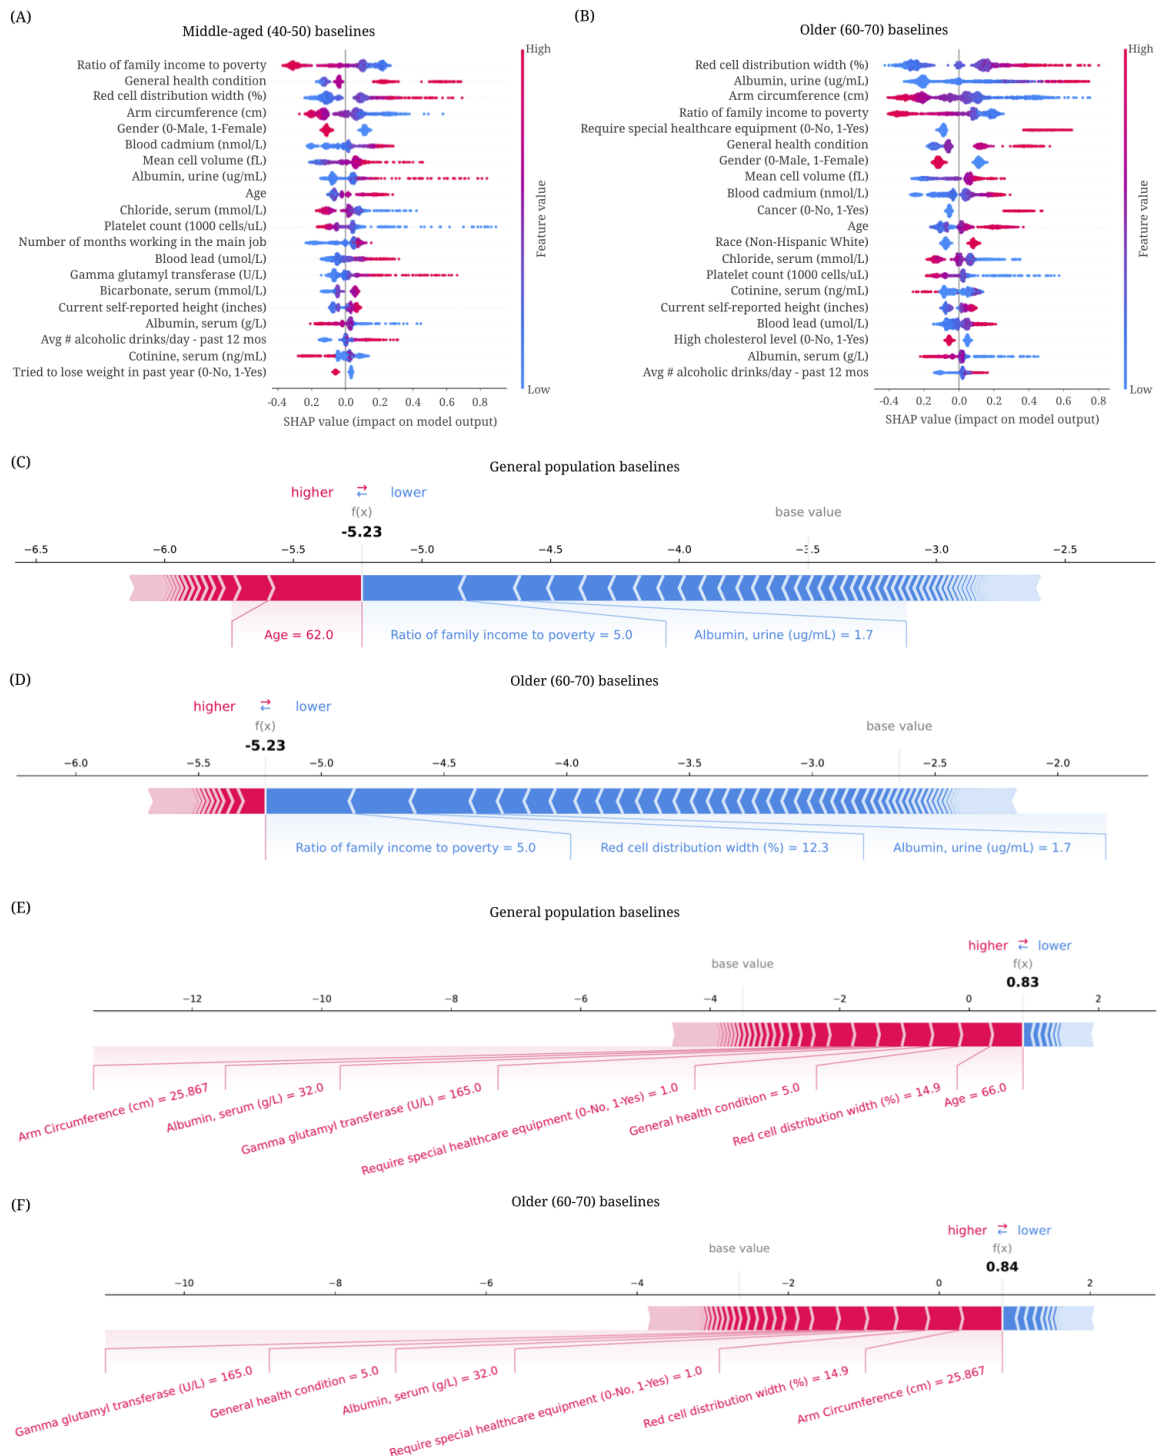 (A)
Middle-aged (40-50) baselines
Ratio of family income to poverty
General health condition
Red cell distribution width (%)
Arm circumference (cm)
Gender (0-Male, 1-Female)
Blood cadmium (nmol/L)
Mean cell volume (fL)
Albumin, urine (ug/mL)
Age
Chloride, serum (mmol/L)
Platelet count (1000 cells/uL)
Number of months working in the main job
Blood lead (umol/L)
Gamma glutamyl transferase (U/L)
Bicarbonate, serum (mmol/L)
Current self-reported height (inches)
Albumin, serum (g/L)
Avg # alcoholic drinks/day - past 12 mos
Cotinine, serum (ng/mL)
Tried to lose weight in past year (0-No, 1-Yes)
-0.4 -0.2 0.0 0.2 0.4 0.6 0.8
SHAP value (impact on model output)
High
Feature value
Low
(B)
Older (60-70) baselines
Red cell distribution width (%)
Albumin, urine (ug/mL)
Arm circumference (cm)
Ratio of family income to poverty
Require special healthcare equipment (0-No, 1-Yes)
General health condition
Gender (0-Male, 1-Female)
Mean cell volume (fL)
Blood cadmium (nmol/L)
Cancer (0-No, 1-Yes)
Age
Race (Non-Hispanic White)
Chloride, serum (mmol/L)
Platelet count (1000 cells/uL)
Cotinine, serum (ng/mL)
Current self-reported height (inches)
Blood lead (umol/L)
High cholesterol level (0-No, 1-Yes)
Albumin, serum (g/L)
Avg # alcoholic drinks/day - past 12 mos
-0.4 -0.2 0.0 0.2 0.4 0.6 0.8
SHAP value (impact on model output)
High
Feature value
Low
(C)
General population baselines
higher ⇄ lower
f(x) base value
-5.23
−6.5 −6.0 −5.5 −5.0 −4.5 −4.0 −3.5 −3.0 −2.5
Age = 62.0 Ratio of family income to poverty = 5.0 Albumin, urine (ug/mL) = 1.7
(D)
Older (60-70) baselines
higher ⇄ lower
f(x) base value
-5.23
−6.0 −5.5 −5.0 −4.5 −4.0 −3.5 −3.0 −2.5 −2.0
Ratio of family income to poverty = 5.0 Red cell distribution width (%) = 12.3 Albumin, urine (ug/mL) = 1.7
(E)
General population baselines
higher ⇄ lower
base value f(x)
0.83
−12 −10 −8 −6 −4 −2 0 2
Arm Circumference (cm) = 25.867
Albumin, serum (g/L) = 32.0
Gamma glutamyl transferase (U/L) = 165.0
Require special healthcare equipment (0-No, 1-Yes) = 1.0
General health condition = 5.0
Red cell distribution width (%) = 14.9
Age = 66.0
(F)
Older (60-70) baselines
higher ⇄ lower
base value f(x)
0.84
−10 −8 −6 −4 −2 0 2
Gamma glutamyl transferase (U/L) = 165.0
General health condition = 5.0
Albumin, serum (g/L) = 32.0
Require special healthcare equipment (0-No, 1-Yes) = 1.0
Red cell distribution width (%) = 14.9
Arm Circumference (cm) = 25.867